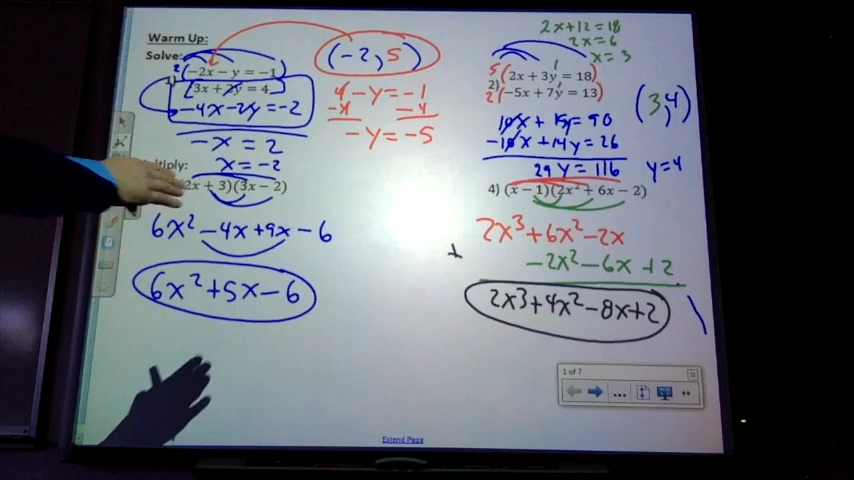 Warm Up:
Solve:
2(-2x - y = -1)
(3x + 2y = 4
-4x-2y=-2
-x = 2
x = -2
(-2,5)
4-y=-1
-4 -4
-y=-5
2x+12=18
2x=6
x=3
5(2x + 3y = 18)
2)
2(-5x + 7y = 13)
(3,4)
10x + 15y = 90
-10x + 14y = 26
29y = 116
y=4
2x + 3)(3x - 2)
6x²-4x+9x-6
6x²+5x-6
4) (x - 1)(2x² + 6x - 2)
2x³+6x²-2x
+ -2x²-6x+2
2x³+4x²-8x+2
1 of 7
Extend Page